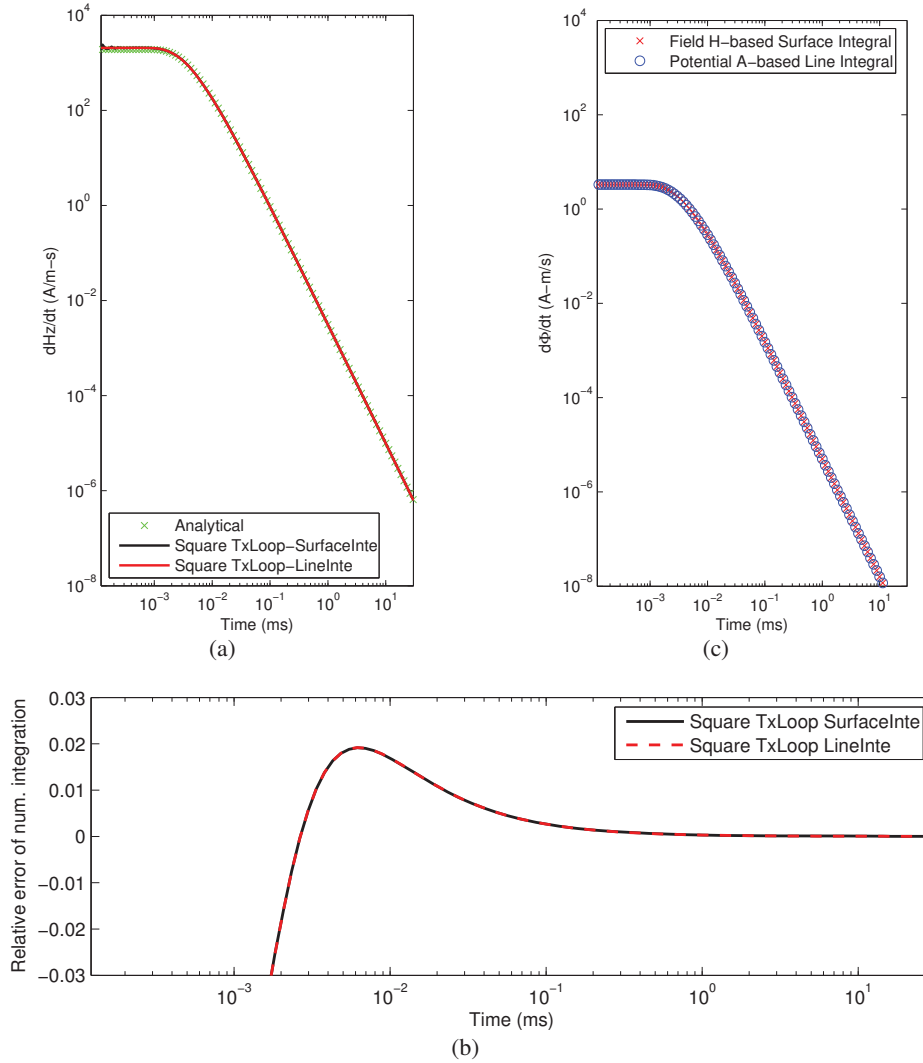 10^4
10^2
10^0
10^−2
10^−4
10^−6
10^−8
dHz/dt (A/m−s)
Analytical
Square TxLoop−SurfaceInte
Square TxLoop−LineInte
10^−3 10^−2 10^−1 10^0 10^1
Time (ms)
(a)
Field H−based Surface Integral
Potential A−based Line Integral
10^4
10^2
10^0
10^−2
10^−4
10^−6
10^−8
dΦ/dt (A−m/s)
10^−3 10^−2 10^−1 10^0 10^1
Time (ms)
(c)
0.03
0.02
0.01
0
−0.01
−0.02
−0.03
Relative error of num. integration
Square TxLoop SurfaceInte
Square TxLoop LineInte
10^−3 10^−2 10^−1 10^0 10^1
Time (ms)
(b)